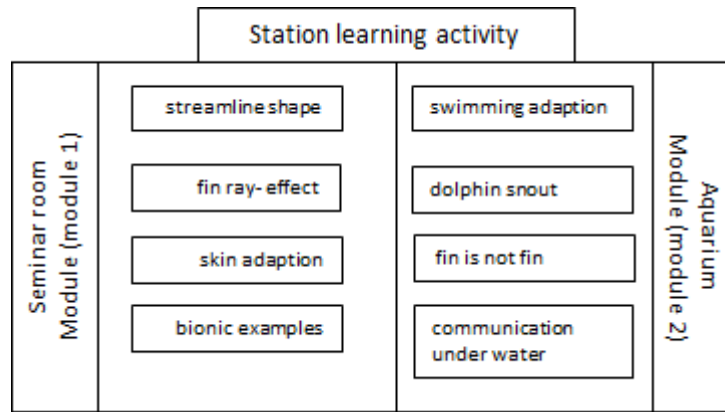 Station learning activity
Seminar room
Module (module 1)
streamline shape
fin ray- effect
skin adaption
bionic examples
swimming adaption
dolphin snout
fin is not fin
communication
under water
Aquarium
Module (module 2)